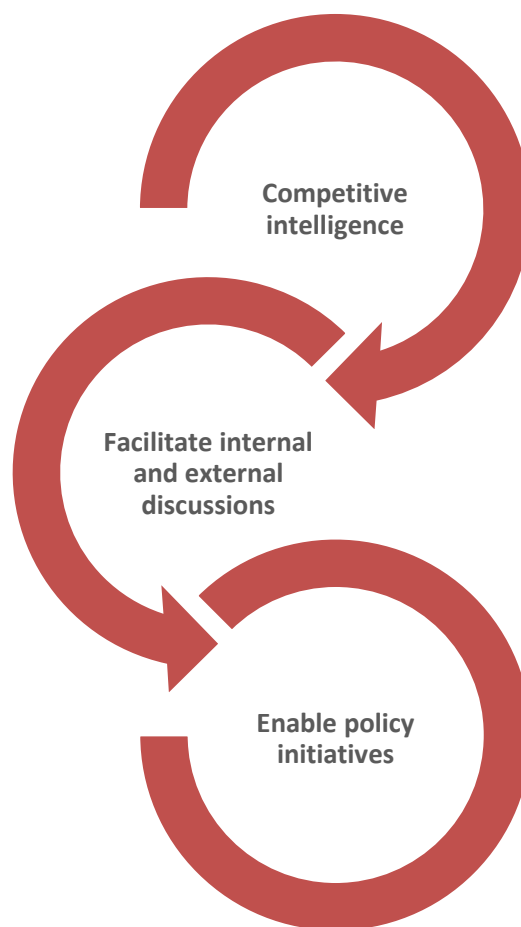 Competitive
intelligence
Facilitate internal
and external
discussions
Enable policy
initiatives